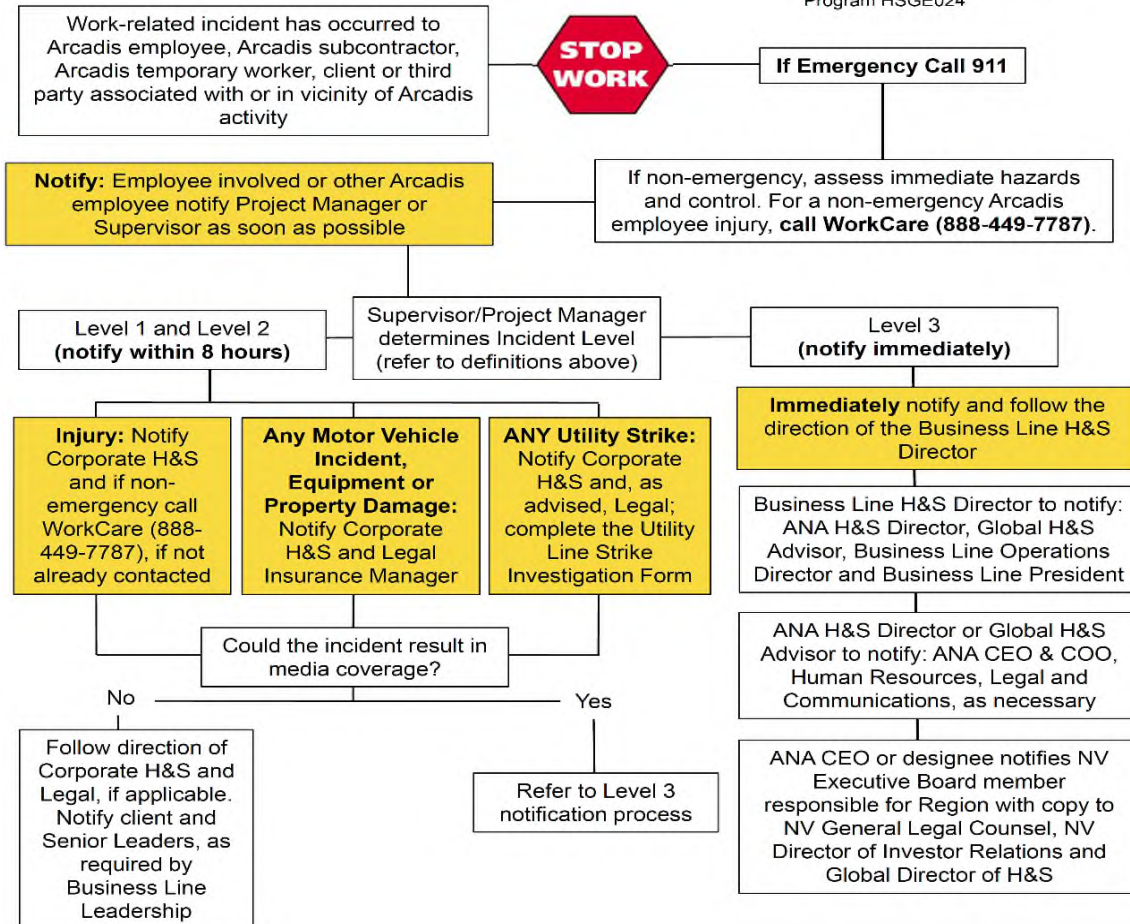 Program HSGE024
Work-related incident has occurred to
Arcadis employee, Arcadis subcontractor,
Arcadis temporary worker, client or third
party associated with or in vicinity of Arcadis
activity
STOP
WORK
If Emergency Call 911
Notify: Employee involved or other Arcadis
employee notify Project Manager or
Supervisor as soon as possible
If non-emergency, assess immediate hazards
and control. For a non-emergency Arcadis
employee injury, call WorkCare (888-449-7787).
Level 1 and Level 2
(notify within 8 hours)
Supervisor/Project Manager
determines Incident Level
(refer to definitions above)
Level 3
(notify immediately)
Injury: Notify
Corporate H&S
and if non-
emergency call
WorkCare (888-
449-7787), if not
already contacted
Any Motor Vehicle
Incident,
Equipment or
Property Damage:
Notify Corporate
H&S and Legal
Insurance Manager
ANY Utility Strike:
Notify Corporate
H&S and, as
advised, Legal;
complete the Utility
Line Strike
Investigation Form
Immediately notify and follow the
direction of the Business Line H&S
Director
Business Line H&S Director to notify:
ANA H&S Director, Global H&S
Advisor, Business Line Operations
Director and Business Line President
Could the incident result in
media coverage?
ANA H&S Director or Global H&S
Advisor to notify: ANA CEO & COO,
Human Resources, Legal and
Communications, as necessary
No
Yes
Follow direction of
Corporate H&S and
Legal, if applicable.
Notify client and
Senior Leaders, as
required by
Business Line
Leadership
Refer to Level 3
notification process
ANA CEO or designee notifies NV
Executive Board member
responsible for Region with copy to
NV General Legal Counsel, NV
Director of Investor Relations and
Global Director of H&S